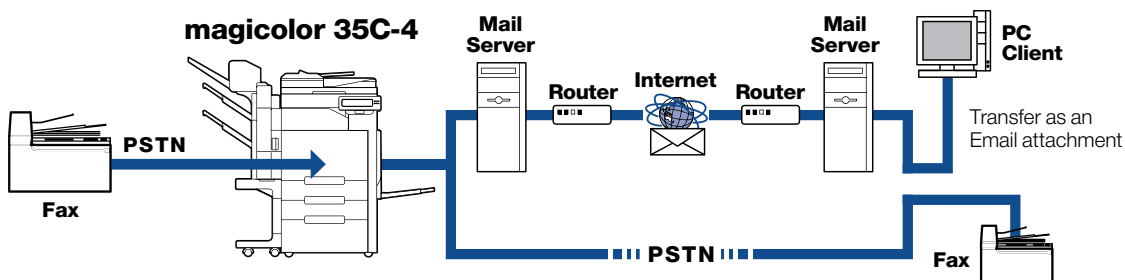 magicolor 35C-4
Mail
Server
Mail
Server
PC
Client
Internet
Router
Router
Transfer as an
Email attachment
PSTN
Fax
PSTN
Fax